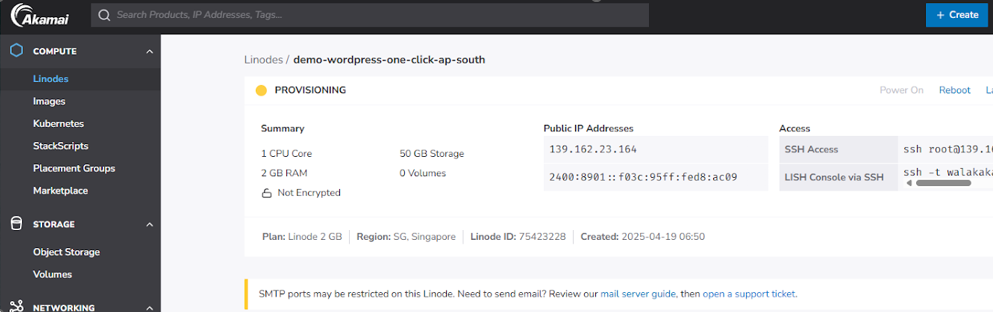 Akamai
Search Products, IP Addresses, Tags...
+ Create
COMPUTE
Linodes
Images
Kubernetes
StackScripts
Placement Groups
Marketplace
STORAGE
Object Storage
Volumes
NETWORKING
Linodes / demo-wordpress-one-click-ap-south
PROVISIONING
Power On Reboot La
Summary
1 CPU Core 50 GB Storage
2 GB RAM 0 Volumes
Not Encrypted
Public IP Addresses
139.162.23.164
2400:8901::f03c:95ff:fed8:ac09
Access
SSH Access ssh root@139.1
LISH Console via SSH ssh -t walakaka
Plan: Linode 2 GB Region: SG, Singapore Linode ID: 75423228 Created: 2025-04-19 06:50
SMTP ports may be restricted on this Linode. Need to send email? Review our mail server guide, then open a support ticket.